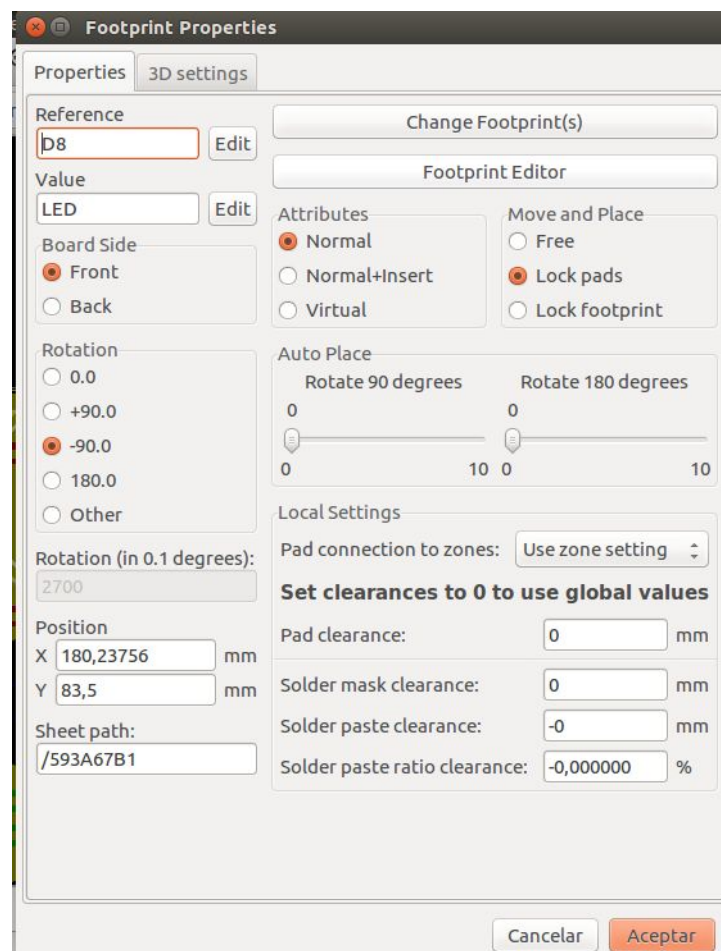 Footprint Properties
Properties
3D settings
Reference
D8
Edit
Value
LED
Edit
Board Side
Front
Back
Rotation
0.0
+90.0
-90.0
180.0
Other
Rotation (in 0.1 degrees):
2700
Position
X 180,23756 mm
Y 83,5 mm
Sheet path:
/593A67B1
Change Footprint(s)
Footprint Editor
Attributes
Normal
Normal+Insert
Virtual
Move and Place
Free
Lock pads
Lock footprint
Auto Place
Rotate 90 degrees
0
0 10
Rotate 180 degrees
0
0 10
Local Settings
Pad connection to zones: Use zone setting
Set clearances to 0 to use global values
Pad clearance: 0 mm
Solder mask clearance: 0 mm
Solder paste clearance: -0 mm
Solder paste ratio clearance: -0,000000 %
Cancelar
Aceptar